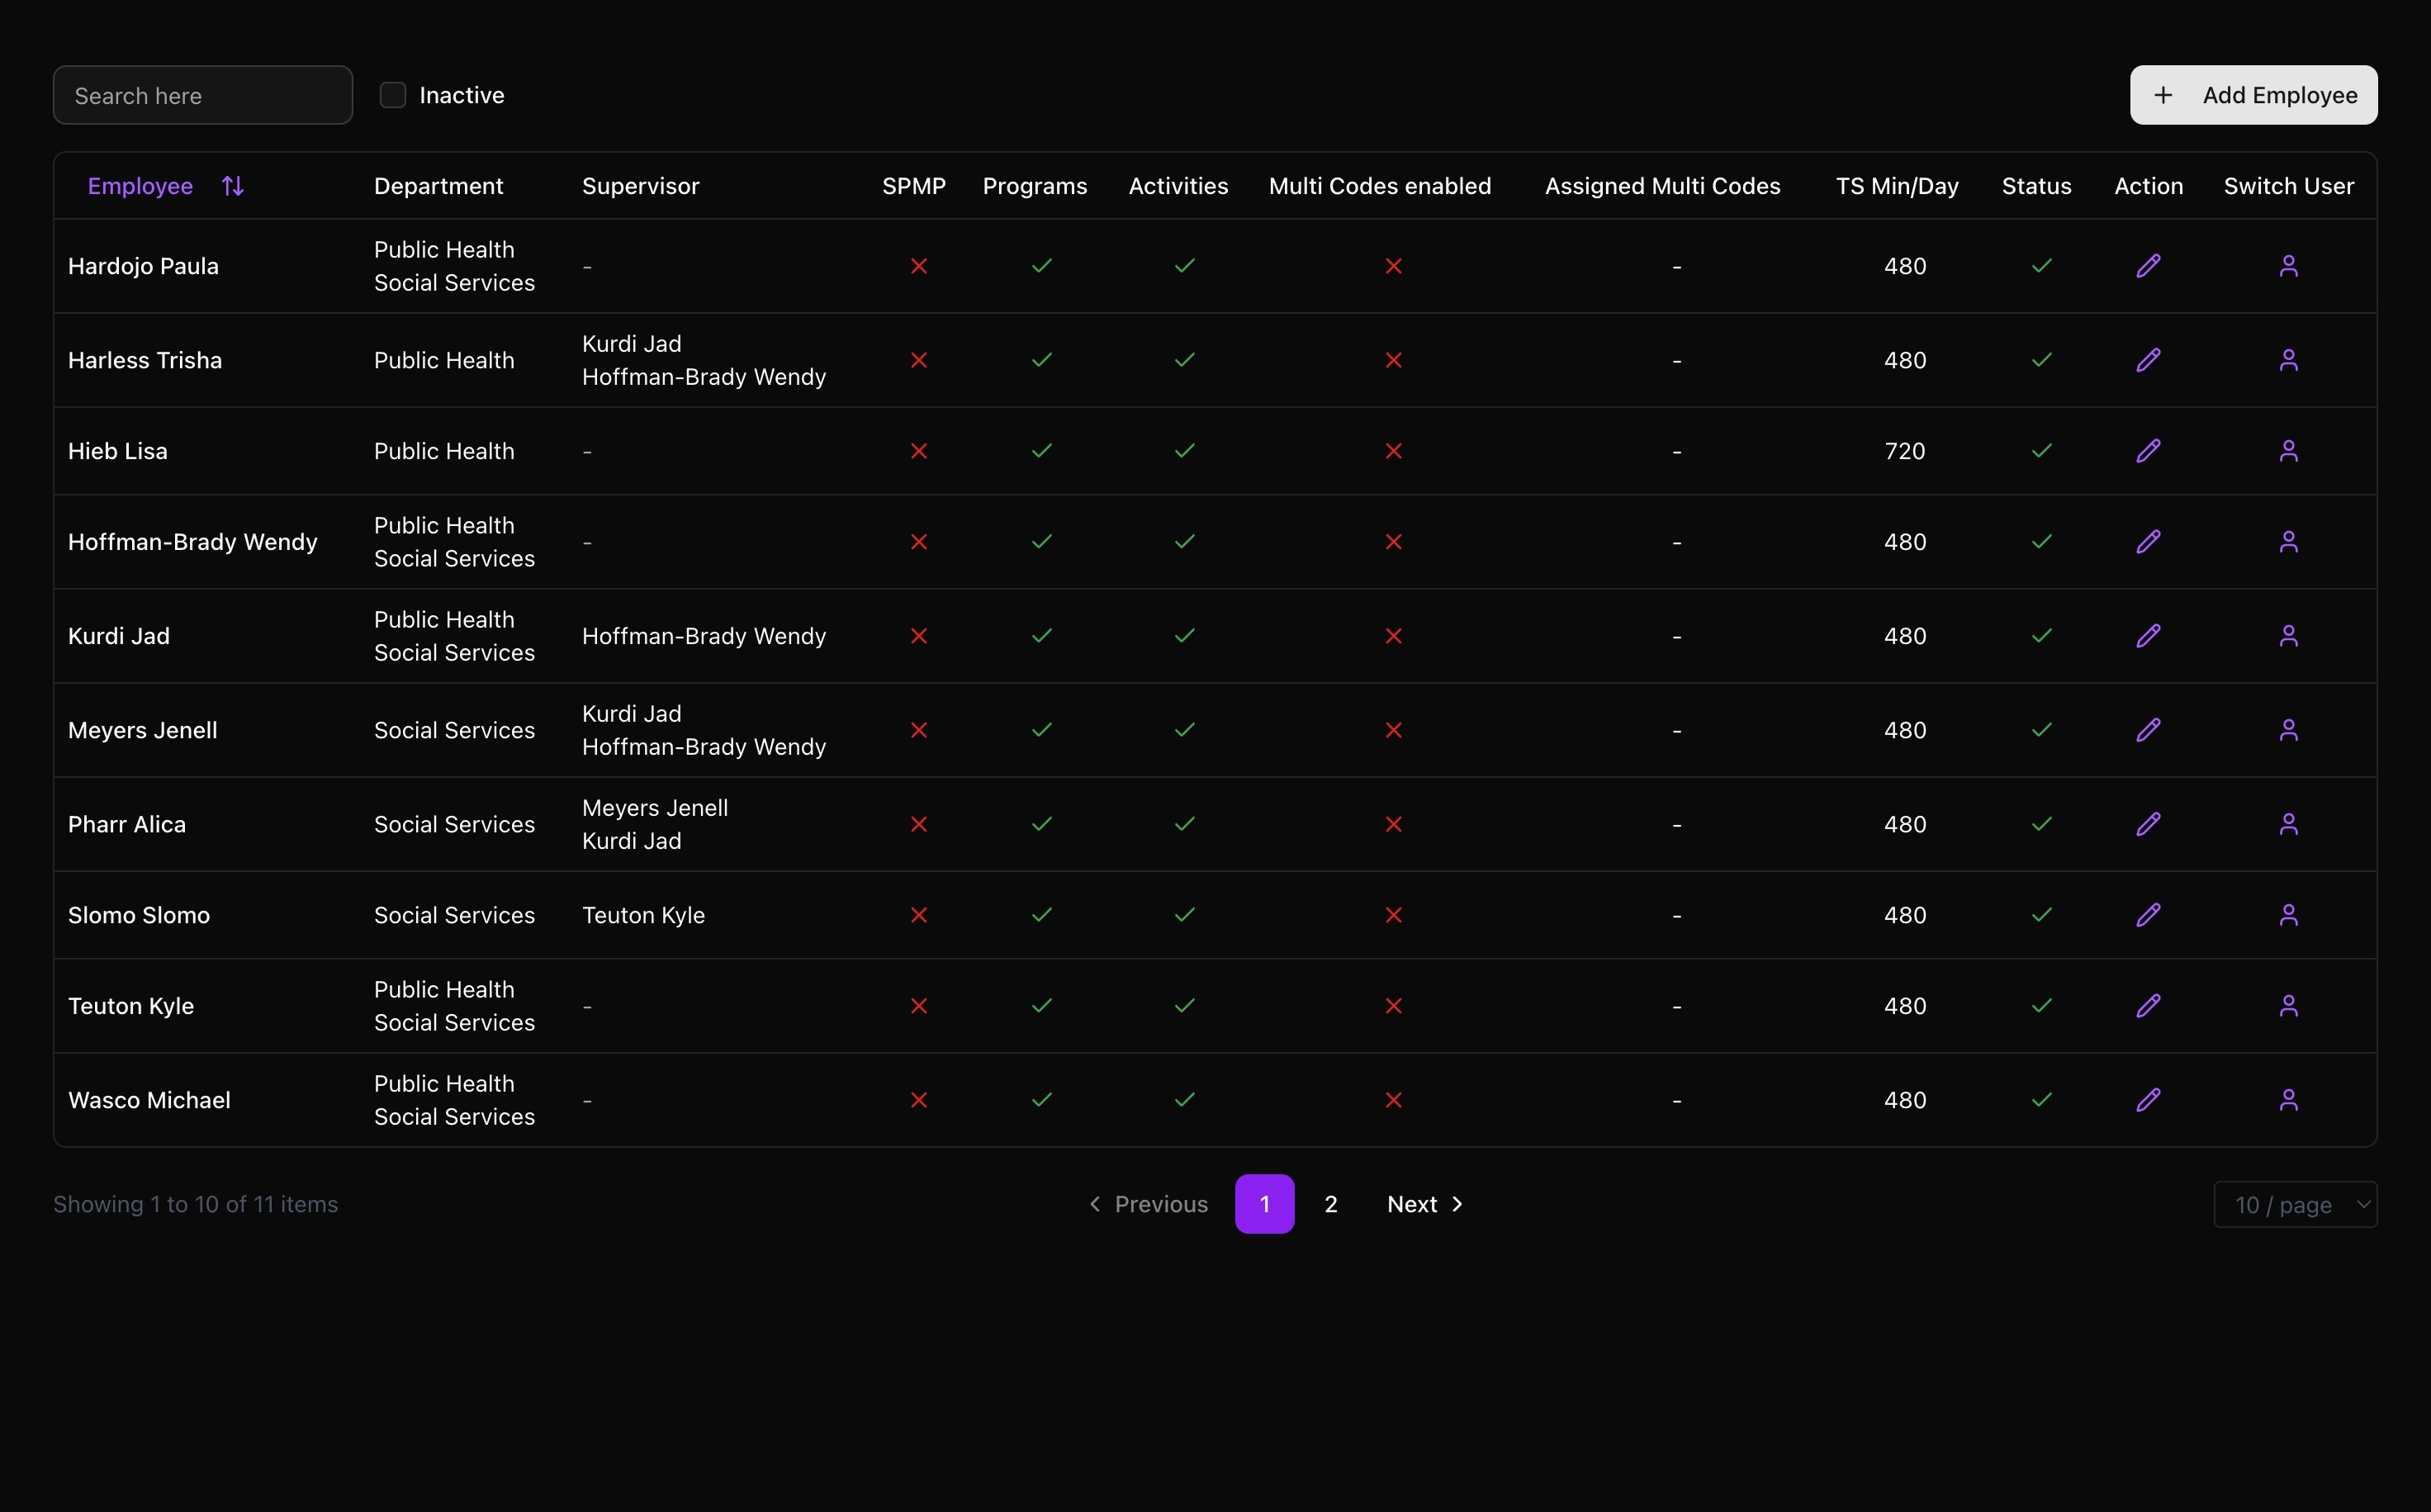 Search here
Inactive
+ Add Employee
Employee Department Supervisor SPMP Programs Activities Multi Codes enabled Assigned Multi Codes TS Min/Day Status Action Switch User
Hardojo Paula Public Health - - 480
Social Services
Harless Trisha Public Health Kurdi Jad - 480
Hoffman-Brady Wendy
Hieb Lisa Public Health - - 720
Hoffman-Brady Wendy Public Health - - 480
Social Services
Kurdi Jad Public Health Hoffman-Brady Wendy - 480
Social Services
Meyers Jenell Social Services Kurdi Jad - 480
Hoffman-Brady Wendy
Pharr Alica Social Services Meyers Jenell - 480
Kurdi Jad
Slomo Slomo Social Services Teuton Kyle - 480
Teuton Kyle Public Health - - 480
Social Services
Wasco Michael Public Health - - 480
Social Services
Showing 1 to 10 of 11 items
Previous 1 2 Next
10 / page